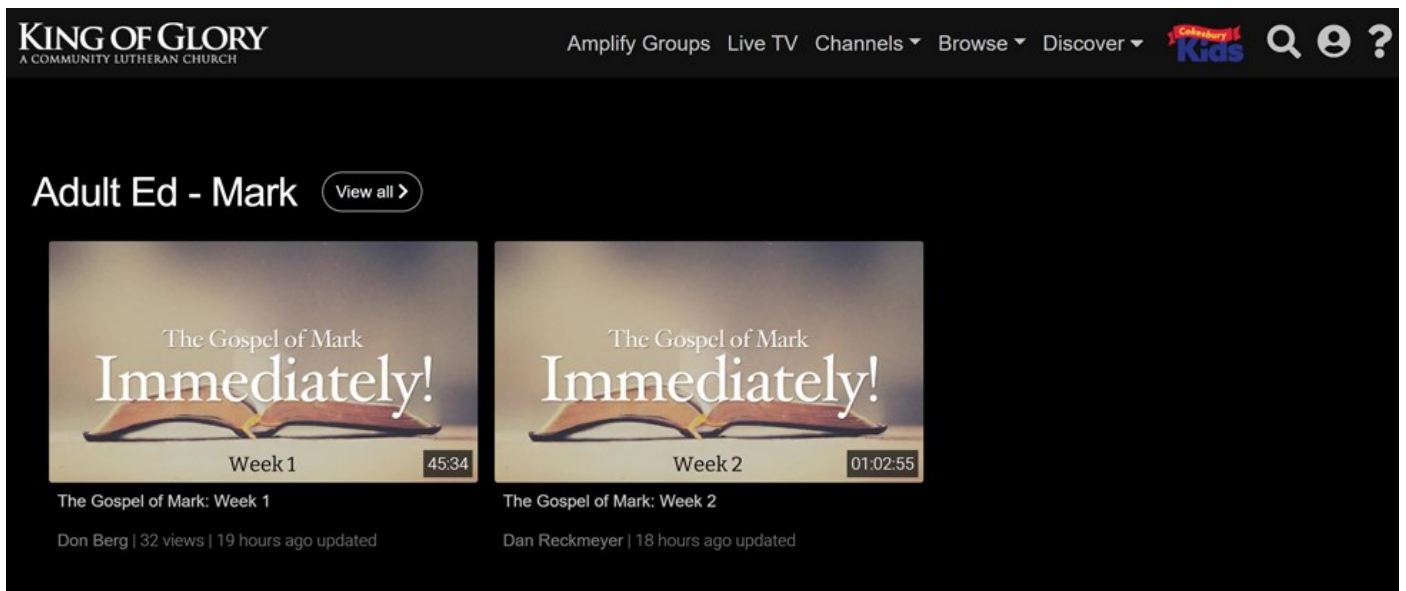 KING OF GLORY
A COMMUNITY LUTHERAN CHURCH
Amplify Groups Live TV Channels Browse Discover Cokesbury Kids ?
Adult Ed - Mark View all
The Gospel of Mark
Immediately!
Week 1 45:34
The Gospel of Mark: Week 1
Don Berg | 32 views | 19 hours ago updated
The Gospel of Mark
Immediately!
Week 2 01:02:55
The Gospel of Mark: Week 2
Dan Reckmeyer | 18 hours ago updated